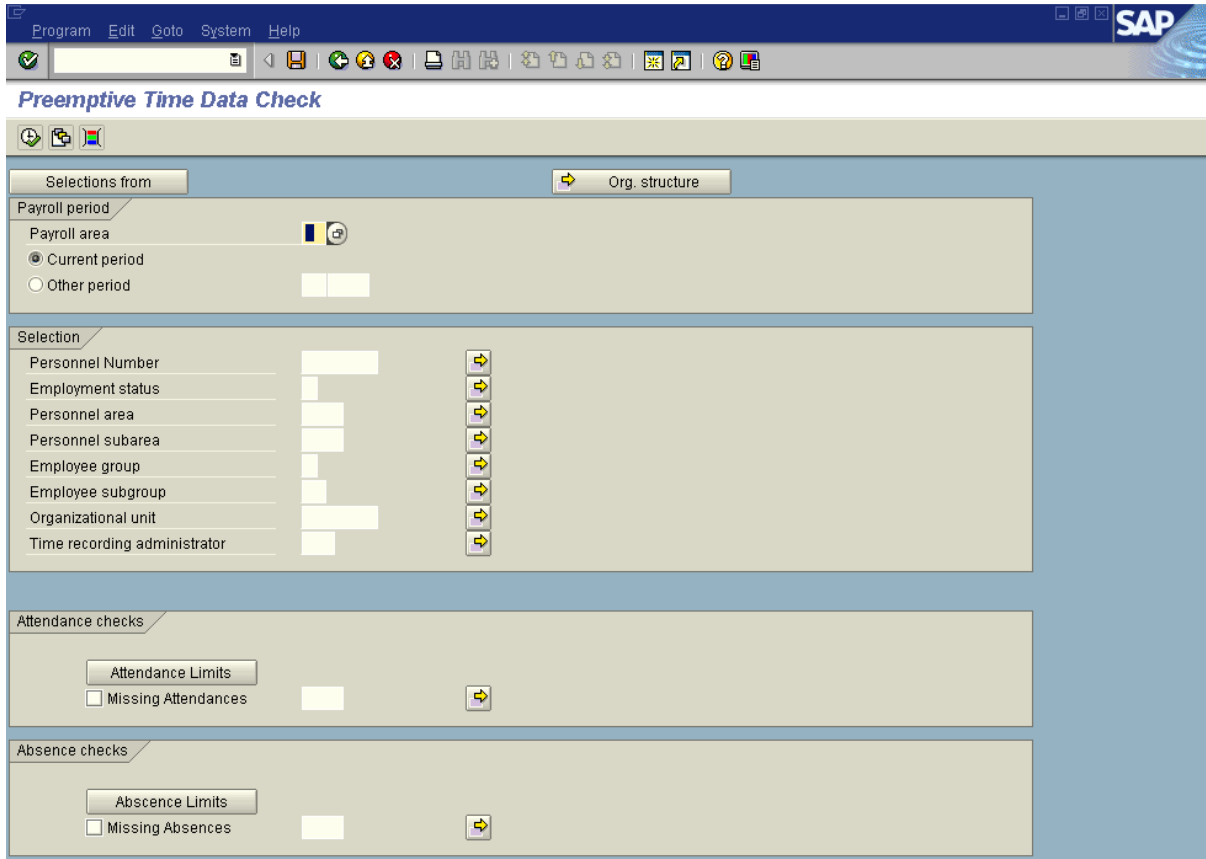 Program Edit Goto System Help
SAP
Preemptive Time Data Check
Selections from Org. structure
Payroll period
Payroll area
Current period
Other period
Selection
Personnel Number
Employment status
Personnel area
Personnel subarea
Employee group
Employee subgroup
Organizational unit
Time recording administrator
Attendance checks
Attendance Limits
Missing Attendances
Absence checks
Abscence Limits
Missing Absences